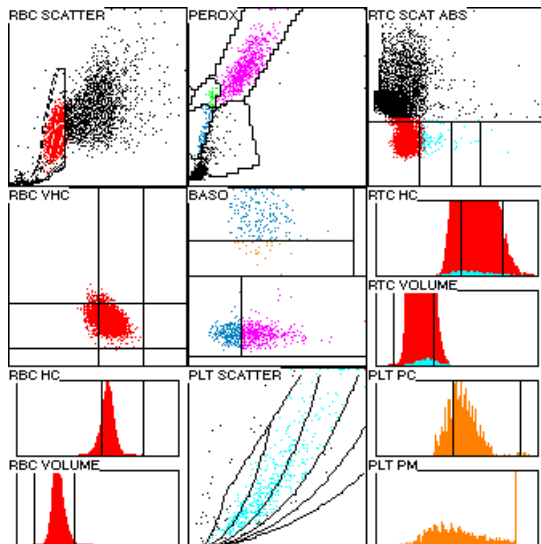 RBC SCATTER
PEROX
RTC SCAT ABS
RBC VHC
BASO
RTC HC
RTC VOLUME
RBC HC
PLT SCATTER
PLT PC
RBC VOLUME
PLT PM